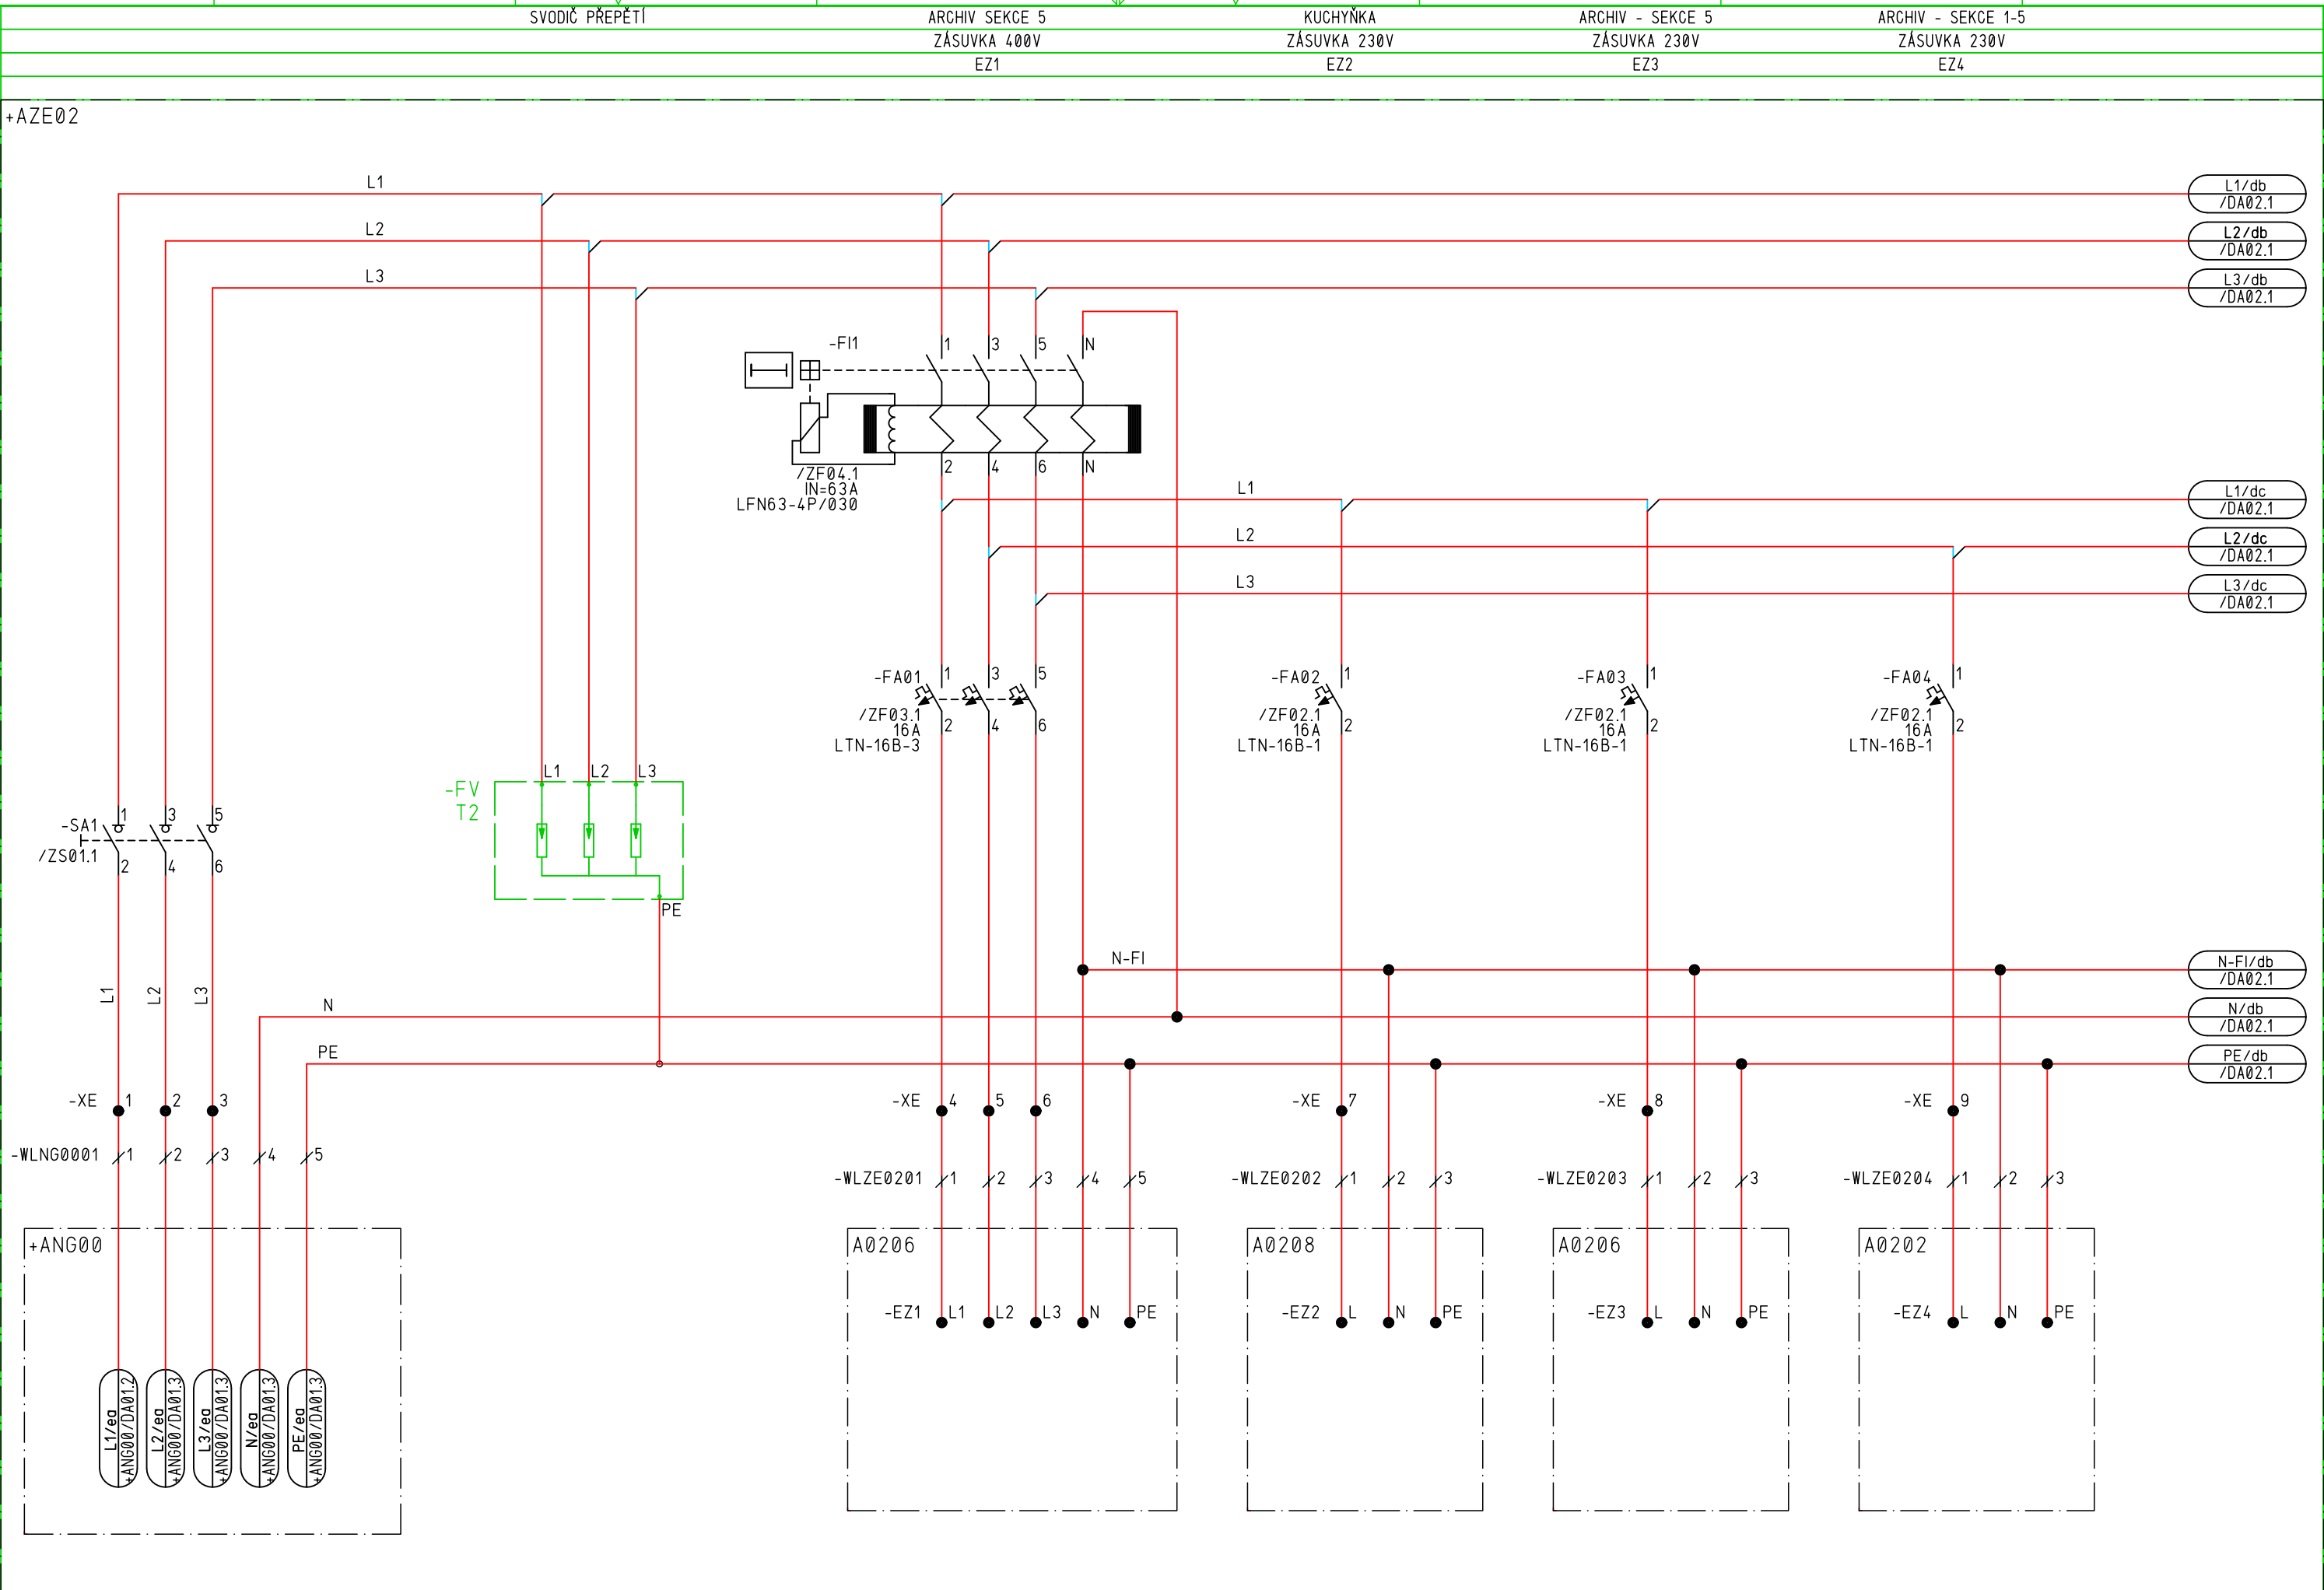 SVODIČ PŘEPĚTÍ
ARCHIV SEKCE 5
KUCHYŇKA
ARCHIV - SEKCE 5
ARCHIV - SEKCE 1-5
ZÁSUVKA 400V
ZÁSUVKA 230V
ZÁSUVKA 230V
ZÁSUVKA 230V
EZ1
EZ2
EZ3
EZ4
+AZE02
L1
L1/db
/DA02.1
L2
L2/db
/DA02.1
L3
L3/db
/DA02.1
-FI1
1
3
5
N
2
4
6
N
/ZF04.1
IN=63A
LFN63-4P/030
L1
L1/dc
/DA02.1
L2
L2/dc
/DA02.1
L3
L3/dc
/DA02.1
-FA01
1
3
5
/ZF03.1
16A
LTN-16B-3
2
4
6
-FA02
1
/ZF02.1
16A
LTN-16B-1
2
-FA03
1
/ZF02.1
16A
LTN-16B-1
2
-FA04
1
/ZF02.1
16A
LTN-16B-1
2
-FV
T2
L1
L2
L3
PE
-SA1
/ZS01.1
1
3
5
2
4
6
L1
L2
L3
N-FI
N-FI/db
/DA02.1
N
N/db
/DA02.1
PE
PE/db
/DA02.1
-XE
1
2
3
-XE
4
5
6
-XE
7
-XE
8
-XE
9
-WLNG0001
1
2
3
4
5
-WLZE0201
1
2
3
4
5
-WLZE0202
1
2
3
-WLZE0203
1
2
3
-WLZE0204
1
2
3
+ANG00
A0206
A0208
A0206
A0202
-EZ1
L1
L2
L3
N
PE
-EZ2
L
N
PE
-EZ3
L
N
PE
-EZ4
L
N
PE
L1/ea
+ANG00/DA01.2
L2/ea
+ANG00/DA01.3
L3/ea
+ANG00/DA01.3
N/ea
+ANG00/DA01.3
PE/ea
+ANG00/DA01.3